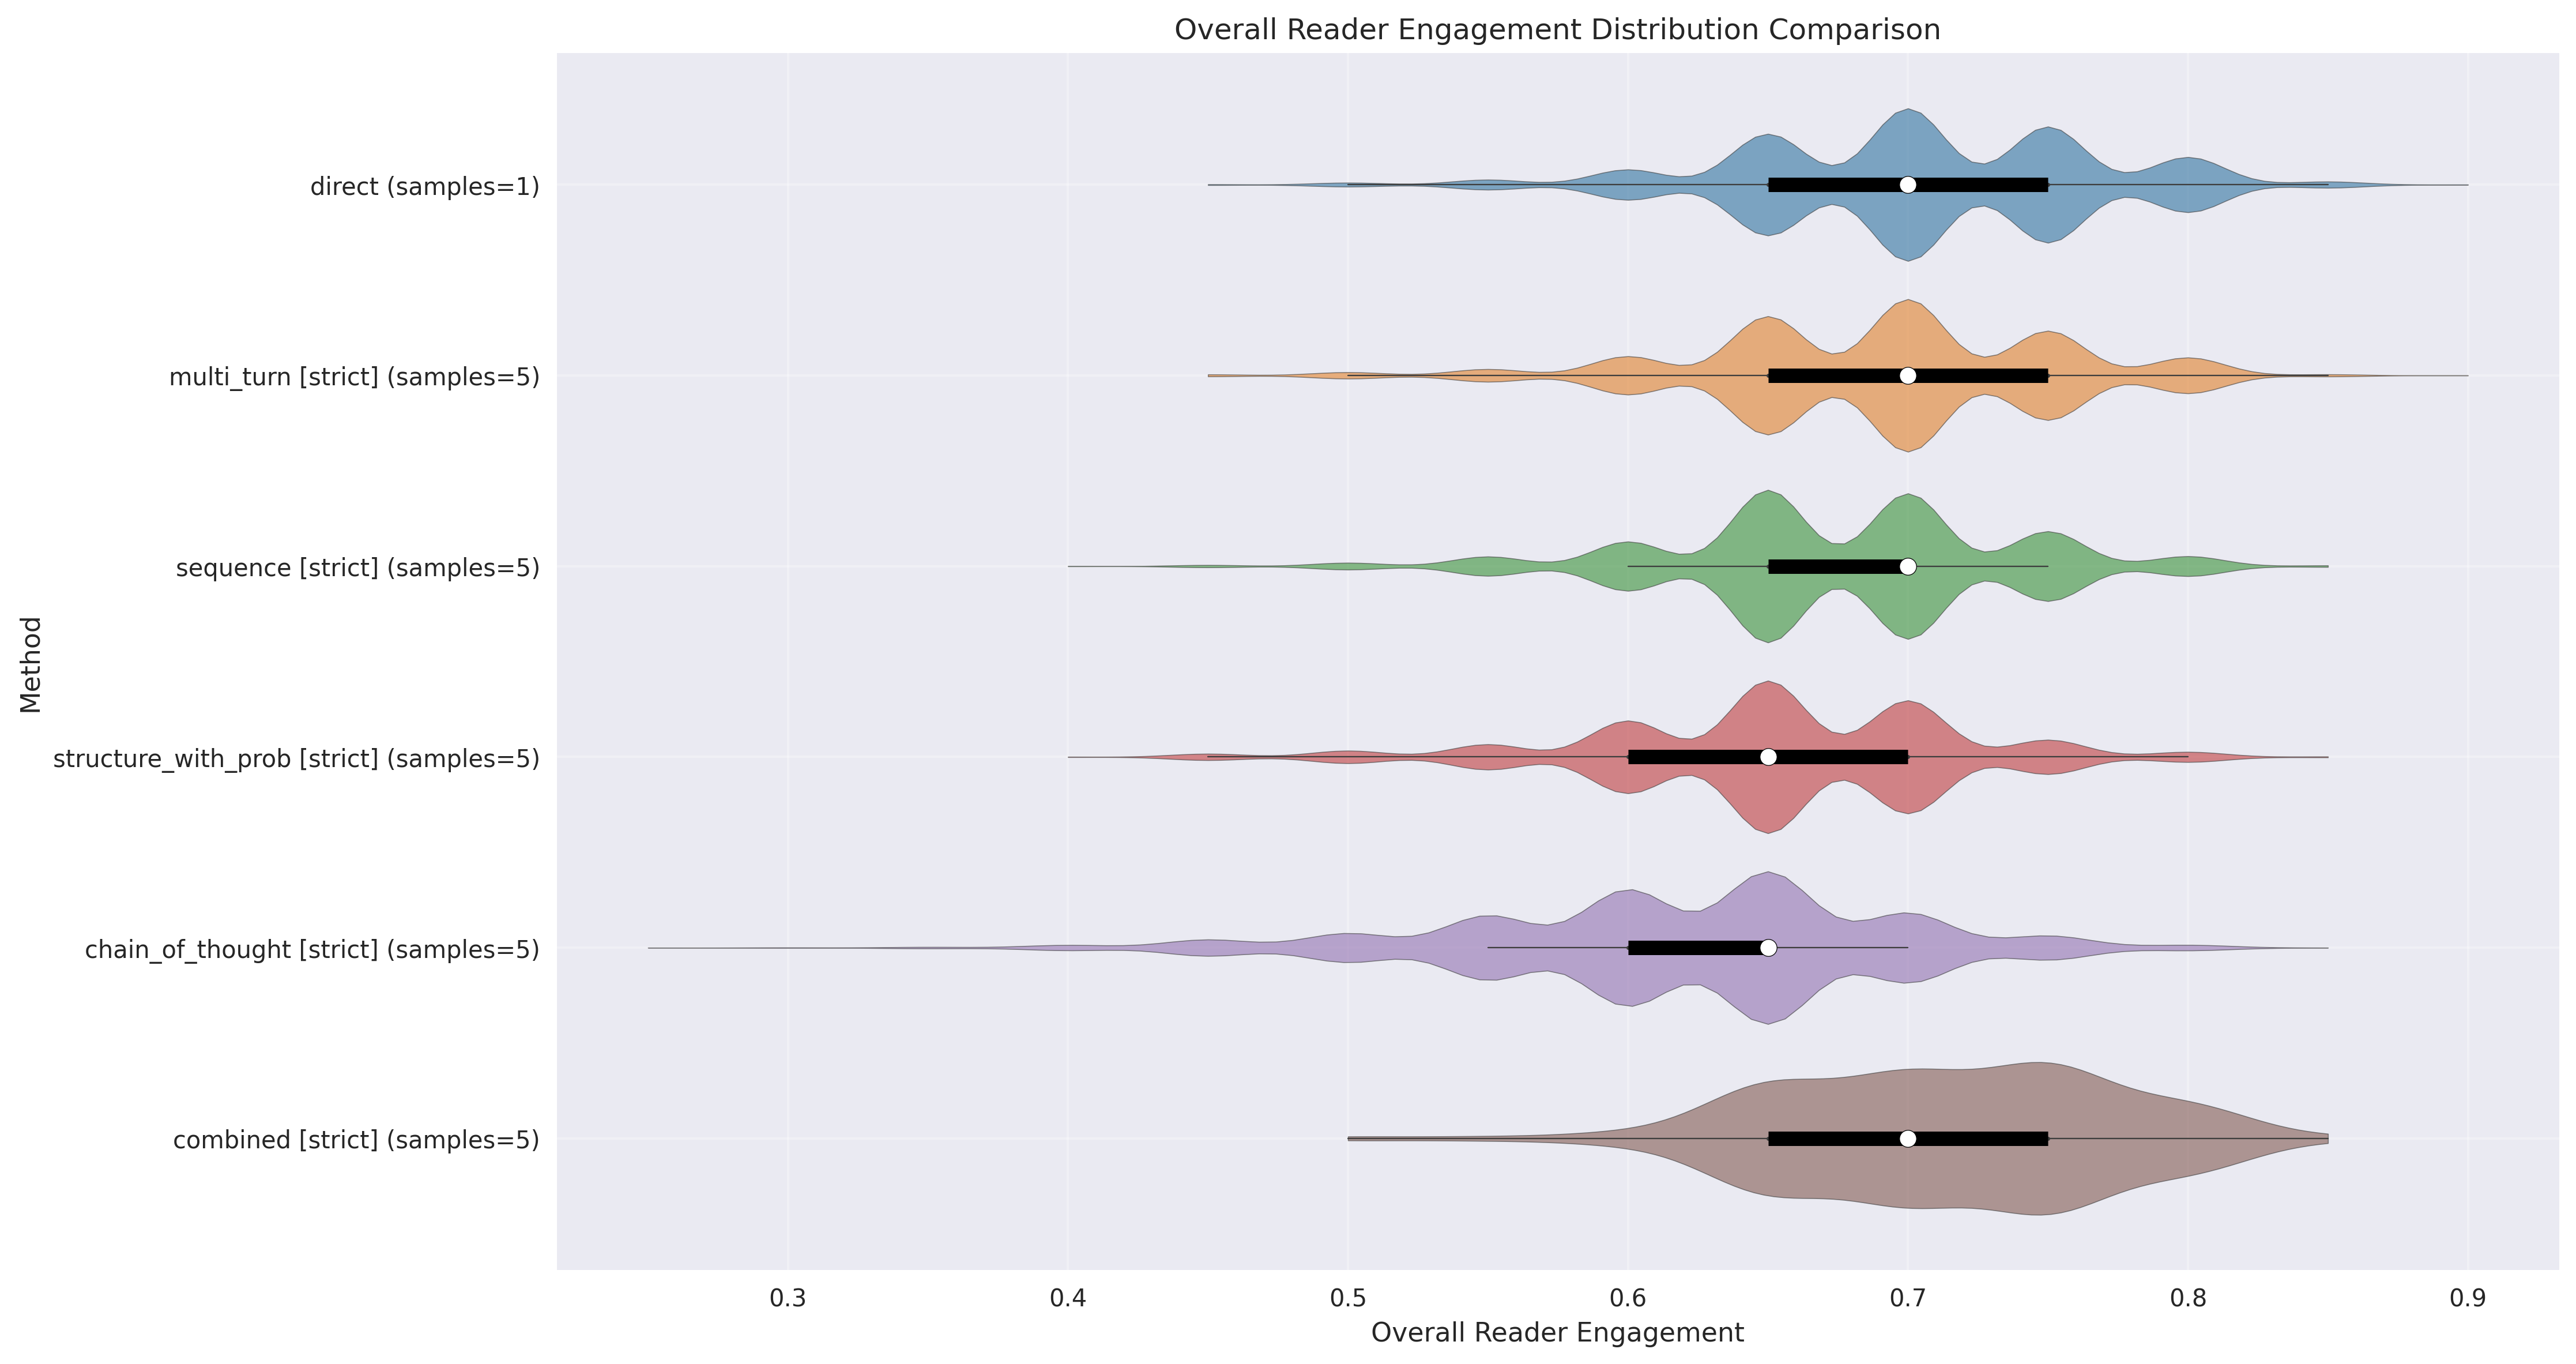 Overall Reader Engagement Distribution Comparison
direct (samples=1)
multi_turn [strict] (samples=5)
sequence [strict] (samples=5)
structure_with_prob [strict] (samples=5)
chain_of_thought [strict] (samples=5)
combined [strict] (samples=5)
Method
0.3 0.4 0.5 0.6 0.7 0.8 0.9
Overall Reader Engagement